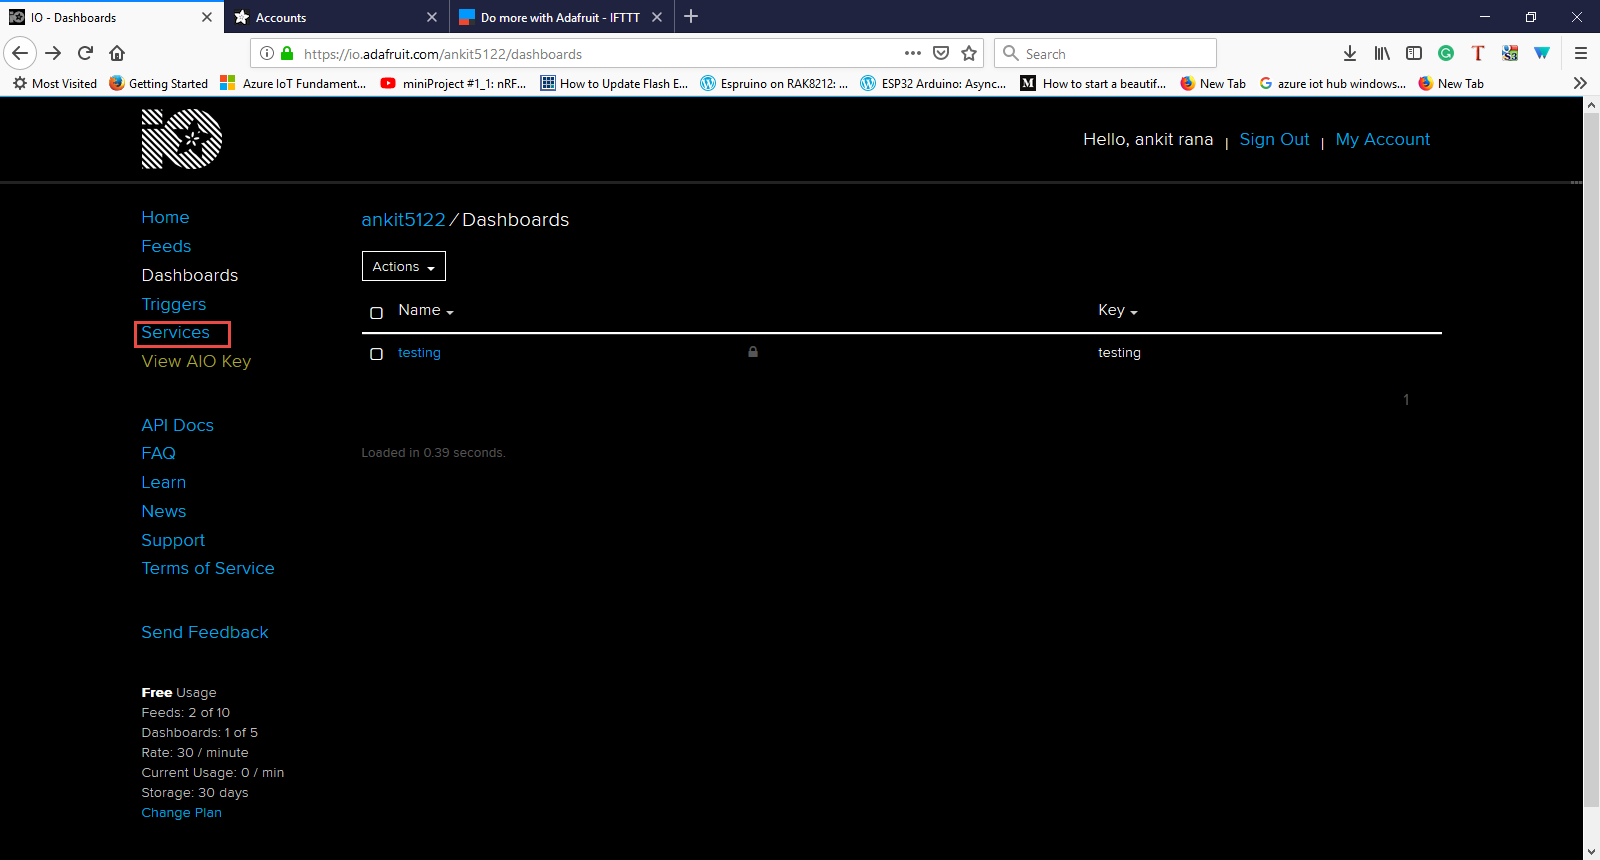 IO - Dashboards
Accounts
Do more with Adafruit - IFTTT
https://io.adafruit.com/ankit5122/dashboards
Search
Most Visited
Getting Started
Azure IoT Fundament...
miniProject #1_1: nRF...
How to Update Flash E...
Espruino on RAK8212: ...
ESP32 Arduino: Async...
How to start a beautif...
New Tab
azure iot hub windows...
New Tab
Hello, ankit rana | Sign Out | My Account
Home
Feeds
Dashboards
Triggers
Services
View AIO Key
API Docs
FAQ
Learn
News
Support
Terms of Service
Send Feedback
Free Usage
Feeds: 2 of 10
Dashboards: 1 of 5
Rate: 30 / minute
Current Usage: 0 / min
Storage: 30 days
Change Plan
ankit5122 / Dashboards
Actions
Name Key
testing testing
1
Loaded in 0.39 seconds.